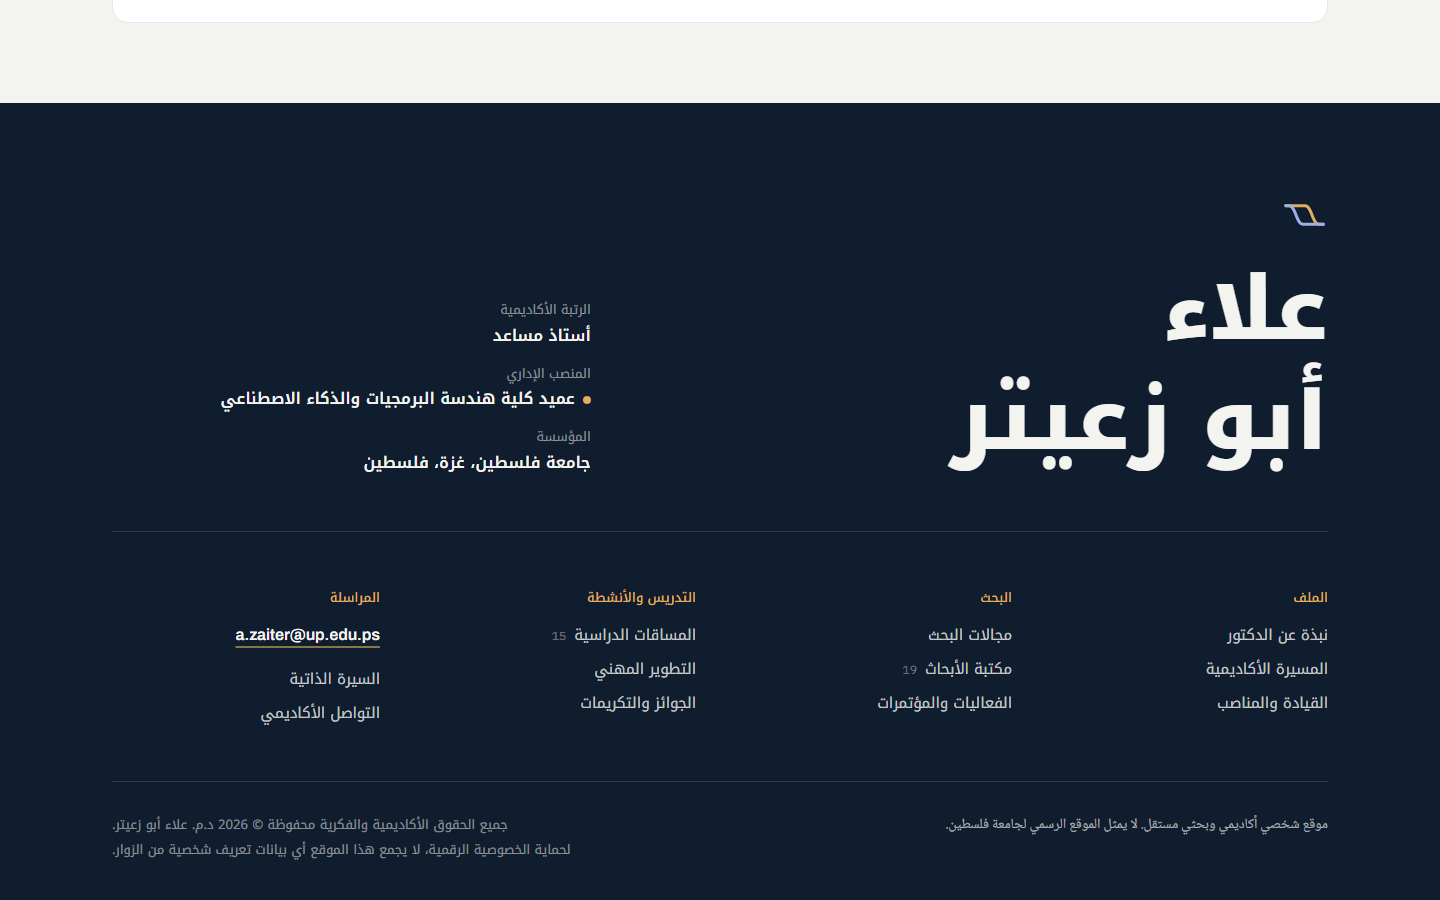 علاء
أبو زعيتر
الرتبة الأكاديمية
أستاذ مساعد
المنصب الإداري
عميد كلية هندسة البرمجيات والذكاء الاصطناعي
المؤسسة
جامعة فلسطين، غزة، فلسطين
الملف
نبذة عن الدكتور
المسيرة الأكاديمية
القيادة والمناصب
البحث
مجالات البحث
مكتبة الأبحاث 19
الفعاليات والمؤتمرات
التدريس والأنشطة
المساقات الدراسية 15
التطوير المهني
الجوائز والتكريمات
المراسلة
a.zaiter@up.edu.ps
السيرة الذاتية
التواصل الأكاديمي
موقع شخصي أكاديمي وبحثي مستقل. لا يمثل الموقع الرسمي لجامعة فلسطين.
جميع الحقوق الأكاديمية والفكرية محفوظة © 2026 د.م. علاء أبو زعيتر.
لحماية الخصوصية الرقمية، لا يجمع هذا الموقع أي بيانات تعريف شخصية من الزوار.